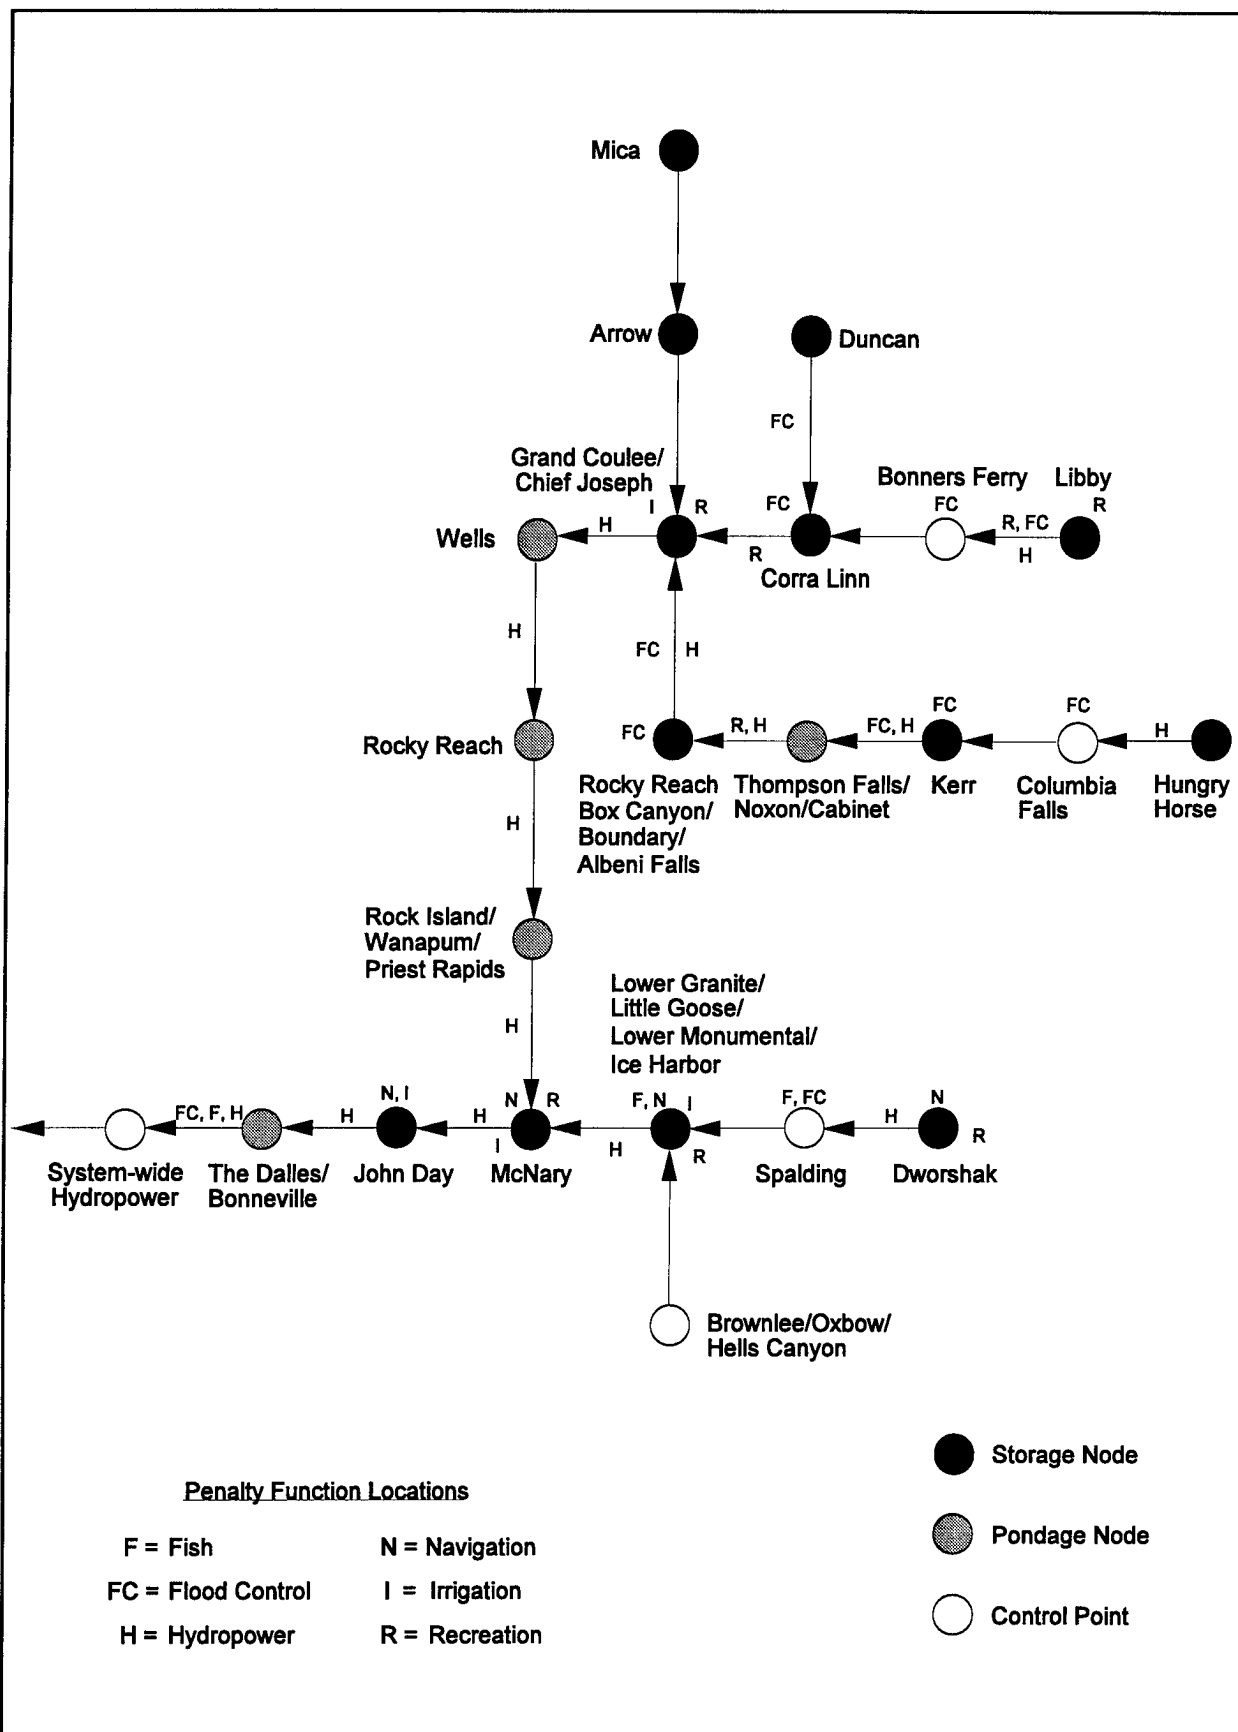 Mica
Arrow
Duncan
FC
Grand Coulee/
Chief Joseph
I
R
FC
Bonners Ferry
FC
Libby
R
Wells
H
R
Corra Linn
R, FC
H
H
FC
H
Rocky Reach
FC
R, H
FC, H
FC
FC
H
Rocky Reach
Box Canyon/
Boundary/
Albeni Falls
Thompson Falls/
Noxon/Cabinet
Kerr
Columbia
Falls
Hungry
Horse
H
Rock Island/
Wanapum/
Priest Rapids
H
Lower Granite/
Little Goose/
Lower Monumental/
Ice Harbor
FC, F, H
H
N, I
H
N
R
I
H
F, N
I
R
F, FC
H
N
R
System-wide
Hydropower
The Dalles/
Bonneville
John Day
McNary
Spalding
Dworshak
Brownlee/Oxbow/
Hells Canyon
Storage Node
Pondage Node
Control Point
Penalty Function Locations
F = Fish
N = Navigation
FC = Flood Control
I = Irrigation
H = Hydropower
R = Recreation